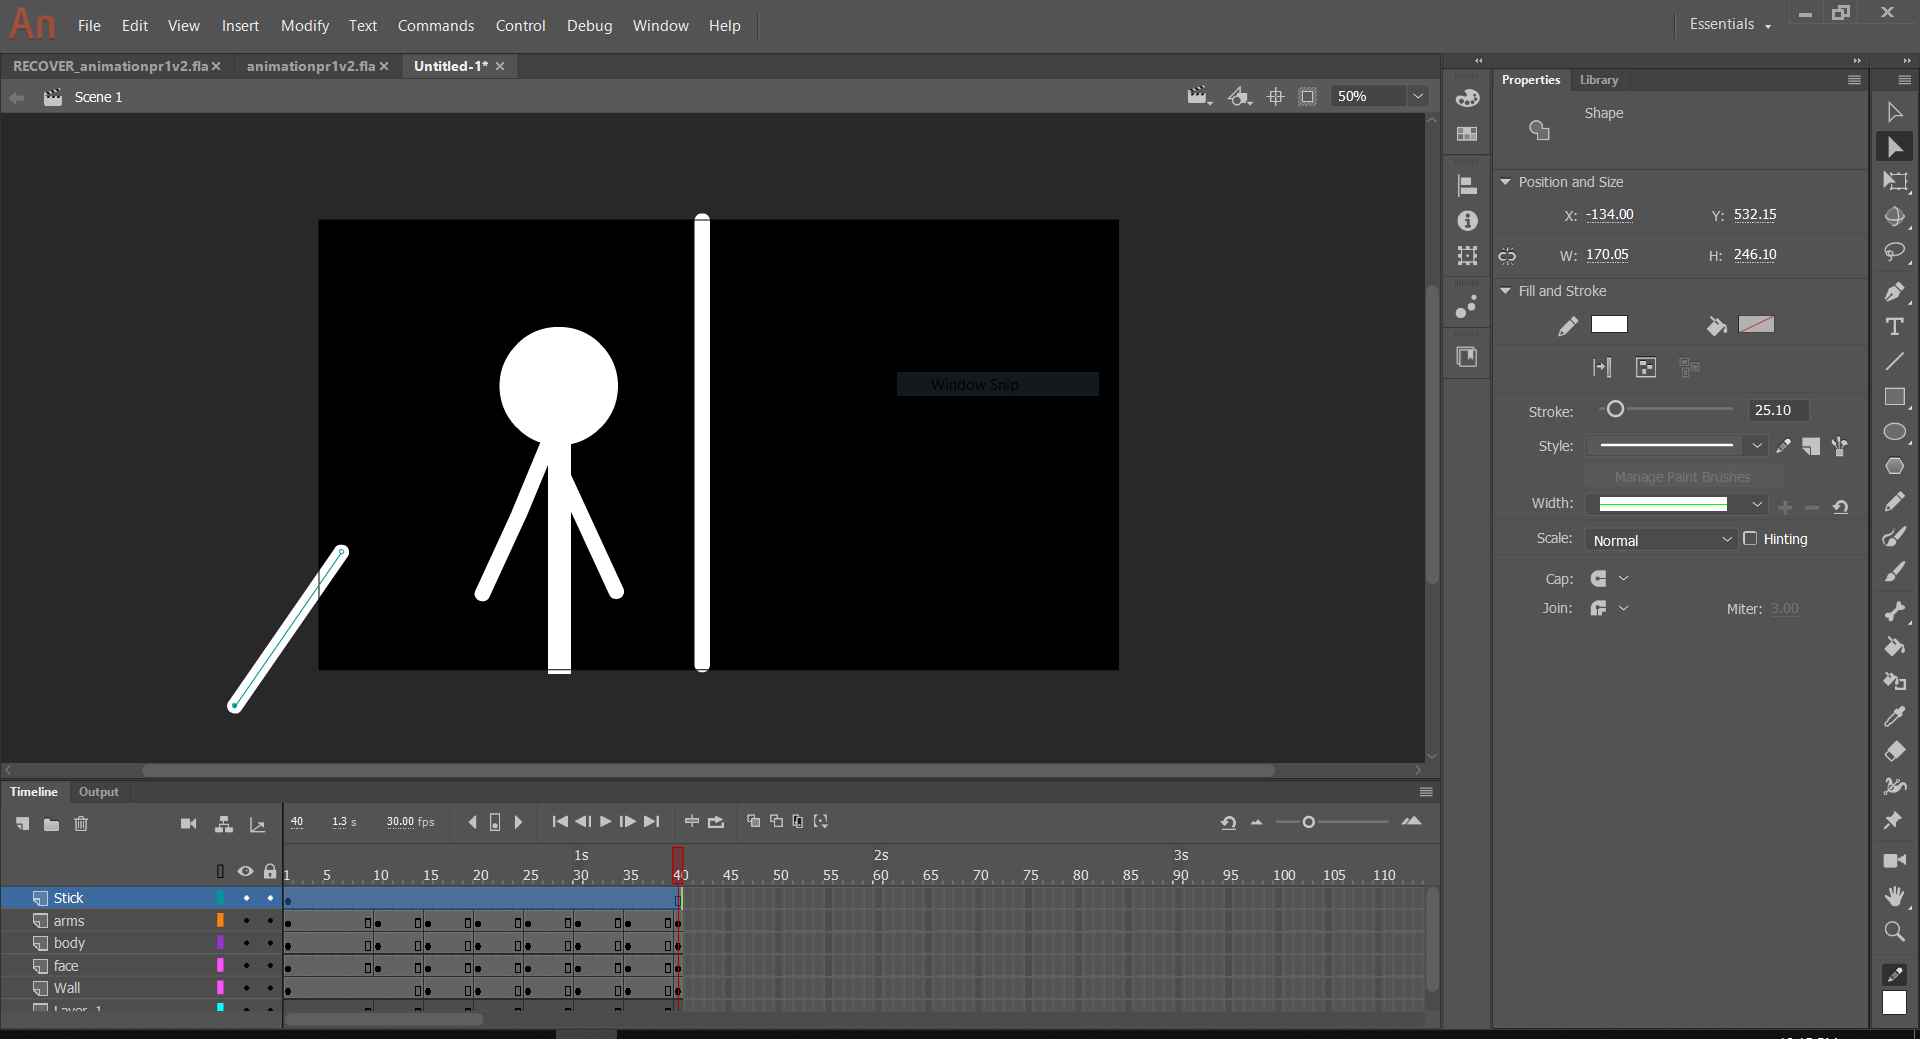 An File Edit View Insert Modify Text Commands Control Debug Window Help Essentials
RECOVER_animationpr1v2.fla × animationpr1v2.fla × Untitled-1* ×
Scene 1 50%
Properties Library
Shape
Position and Size
X: -134.00 Y: 532.15
W: 170.05 H: 246.10
Fill and Stroke
Window Snip
Stroke: 25.10
Style:
Manage Paint Brushes
Width:
Scale: Normal Hinting
Cap:
Join: Miter: 3.00
Timeline Output
40 1.3 s 30.00 fps
1s 2s 3s
1 5 10 15 20 25 30 35 40 45 50 55 60 65 70 75 80 85 90 95 100 105 110
Stick
arms
body
face
Wall
Layer_1